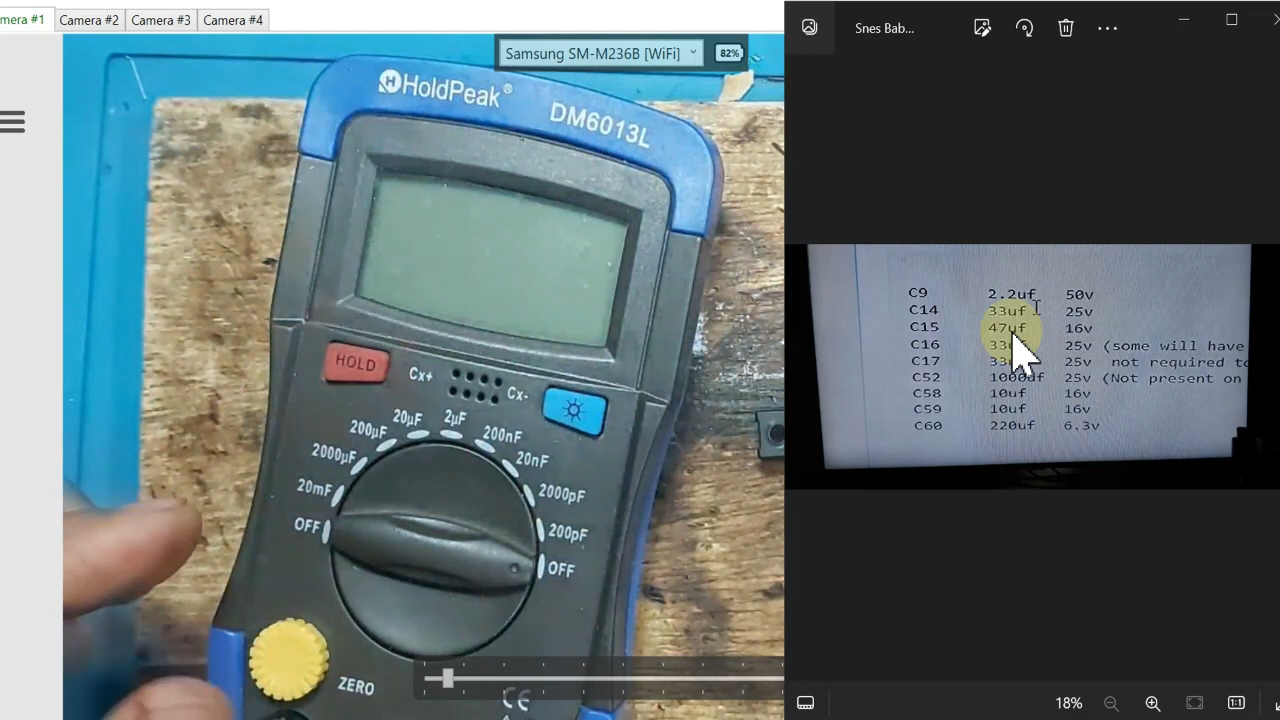 mera #1
Camera #2
Camera #3
Camera #4
Samsung SM-M236B [WiFi]
82%
HoldPeak®
DM6013L
HOLD
Cx+
Cx-
2µF
20µF
200nF
200µF
20nF
2000µF
2000pF
20mF
200pF
OFF
OFF
ZERO
CE
Snes Bab...
C9 2.2uf 50v
C14 33uf 25v
C15 47uf 16v
C16 25v (some will have
C17 25v not required to
C52 25v (Not present on
C58 10uf 16v
C59 10uf 16v
C60 220uf 6.3v
18%
1:1